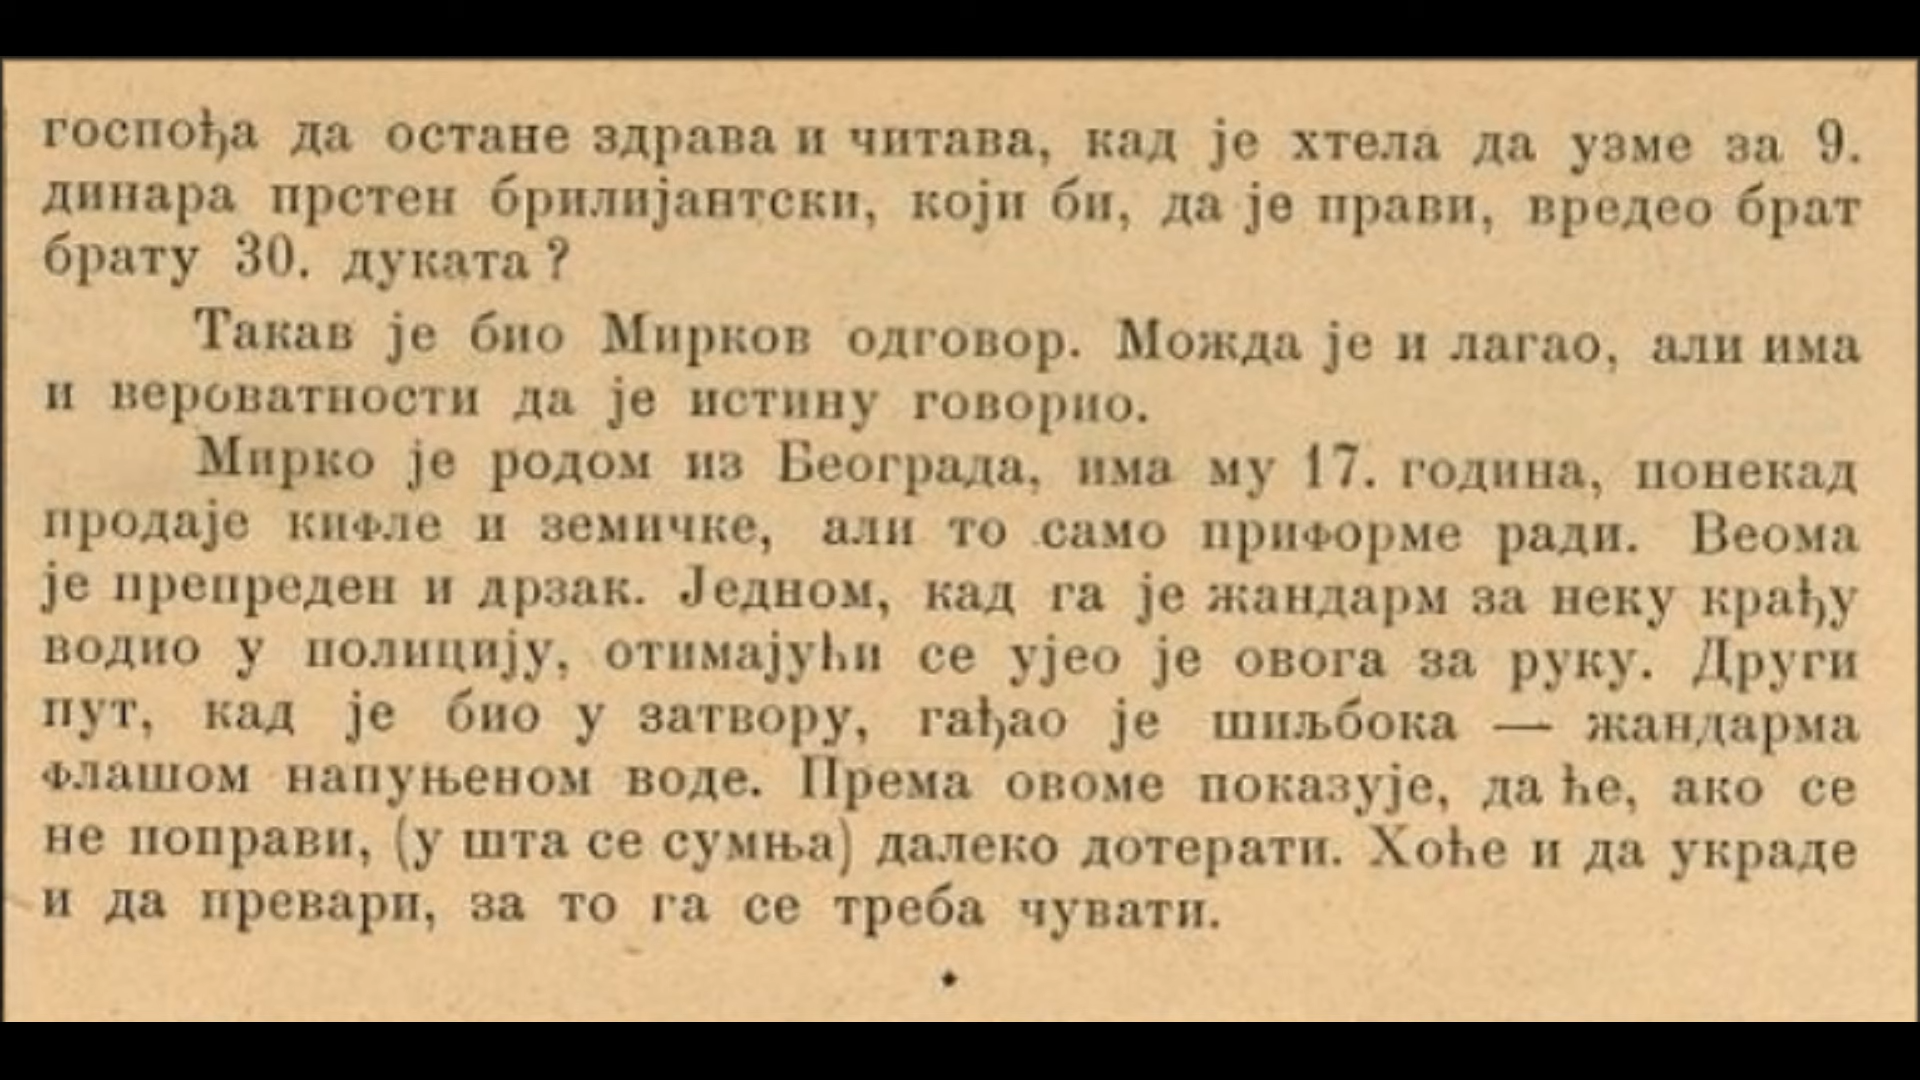 госпођа да остане здрава и читава, кад је хтела да узме за 9.
динара прстен брилијантски, који би, да је прави, вредео брат
брату 30. дуката ?
Такав је био Мирков одговор. Можда је и лагао, али има
и вероватности да је истину говорио.
Мирко је родом из Београда, има му 17. година, понекад
продаје кифле и земичке, али то само приформе ради. Веома
је препреден и дрзак. Једном, кад га је жандарм за неку крађу
водио у полицију, отимајући се ујео је овога за руку. Други
пут, кад је био у затвору, гађао је шиљбока — жандарма
флашом напуњеном воде. Према овоме показује, да ће, ако се
не поправи, (у шта се сумња) далеко дотерати. Хоће и да украде
и да превари, за то га се треба чувати.